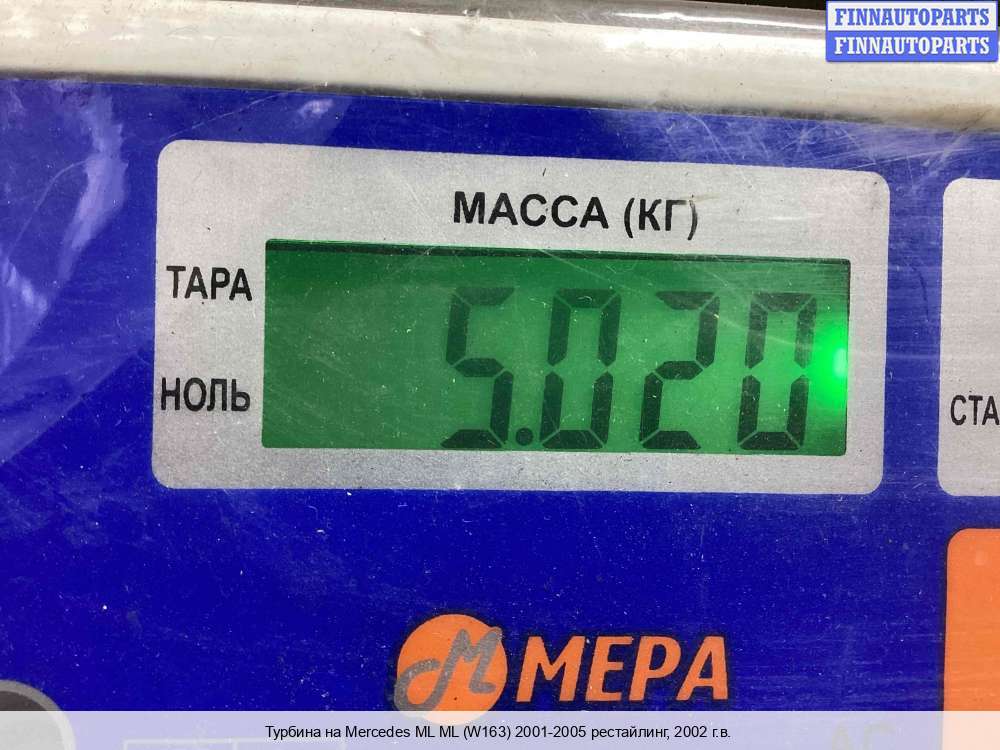 FINNAUTOPARTS
FINNAUTOPARTS
МАССА (КГ)
ТАРА
5.020
НОЛЬ
СТА
МЕРА
Турбина на Mercedes ML ML (W163) 2001-2005 рестайлинг, 2002 г.в.